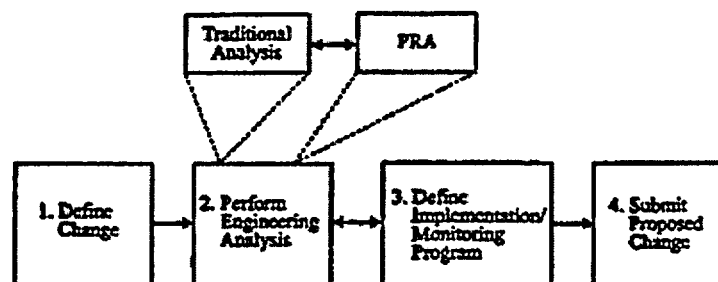 Traditional
Analysis
PRA
1. Define
Change
2. Perform
Engineering
Analysis
3. Define
Implementation/
Monitoring
Program
4. Submit
Proposed
Change